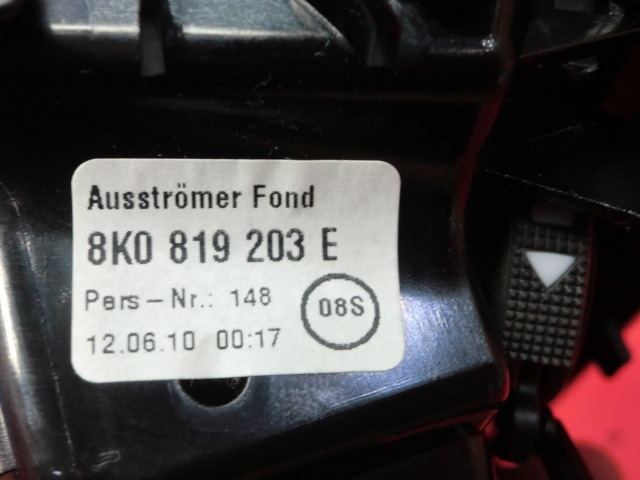 Ausströmer Fond
8K0 819 203 E
Pers-Nr.: 148
08S
12.06.10 00:17